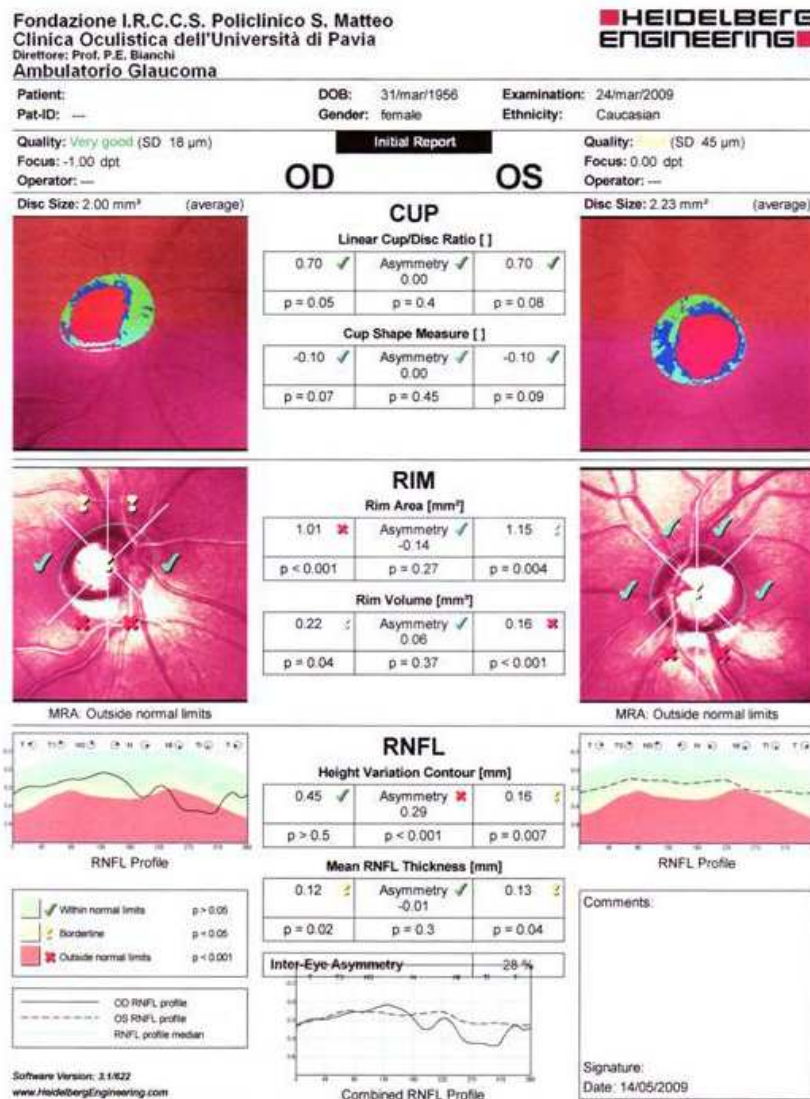 Fondazione I.R.C.C.S. Policlinico S. Matteo
Clinica Oculistica dell'Università di Pavia
Direttore: Prof. P.E. Bianchi
Ambulatorio Glaucoma
HEIDELBERG
ENGINEERING
Patient: DOB: 31/mar/1956 Examination: 24/mar/2009
Pat-ID: --- Gender: female Ethnicity: Caucasian
Quality: Very good (SD 18 µm) Initial Report Quality: (SD 45 µm)
Focus: -1.00 dpt Focus: 0.00 dpt
Operator: --- OD OS Operator: ---
Disc Size: 2.00 mm² (average) Disc Size: 2.23 mm² (average)
CUP
Linear Cup/Disc Ratio [ ]
0.70 Asymmetry 0.70
0.00
p = 0.05 p = 0.4 p = 0.08
Cup Shape Measure [ ]
-0.10 Asymmetry -0.10
0.00
p = 0.07 p = 0.45 p = 0.09
RIM
Rim Area [mm²]
1.01 Asymmetry 1.15
-0.14
p < 0.001 p = 0.27 p = 0.004
Rim Volume [mm³]
0.22 Asymmetry 0.16
0.06
p = 0.04 p = 0.37 p < 0.001
MRA: Outside normal limits MRA: Outside normal limits
RNFL
Height Variation Contour [mm]
0.45 Asymmetry 0.16
0.29
p > 0.5 p < 0.001 p = 0.007
RNFL Profile RNFL Profile
Mean RNFL Thickness [mm]
0.12 Asymmetry 0.13
-0.01
p = 0.02 p = 0.3 p = 0.04
Inter-Eye Asymmetry 28 %
Within normal limits p > 0.05
Borderline p < 0.05
Outside normal limits p < 0.001
OD RNFL profile
OS RNFL profile
RNFL profile median
Combined RNFL Profile
Comments:
Signature:
Date: 14/05/2009
Software Version: 3.1/622
www.HeidelbergEngineering.com